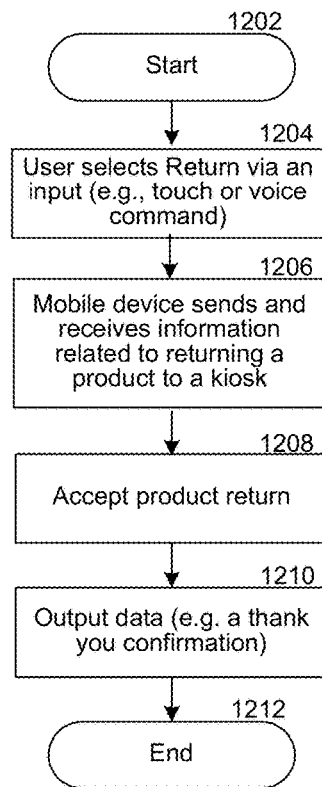 1202
Start
1204
User selects Return via an
input (e.g., touch or voice
command)
1206
Mobile device sends and
receives information
related to returning a
product to a kiosk
1208
Accept product return
1210
Output data (e.g. a thank
you confirmation)
1212
End